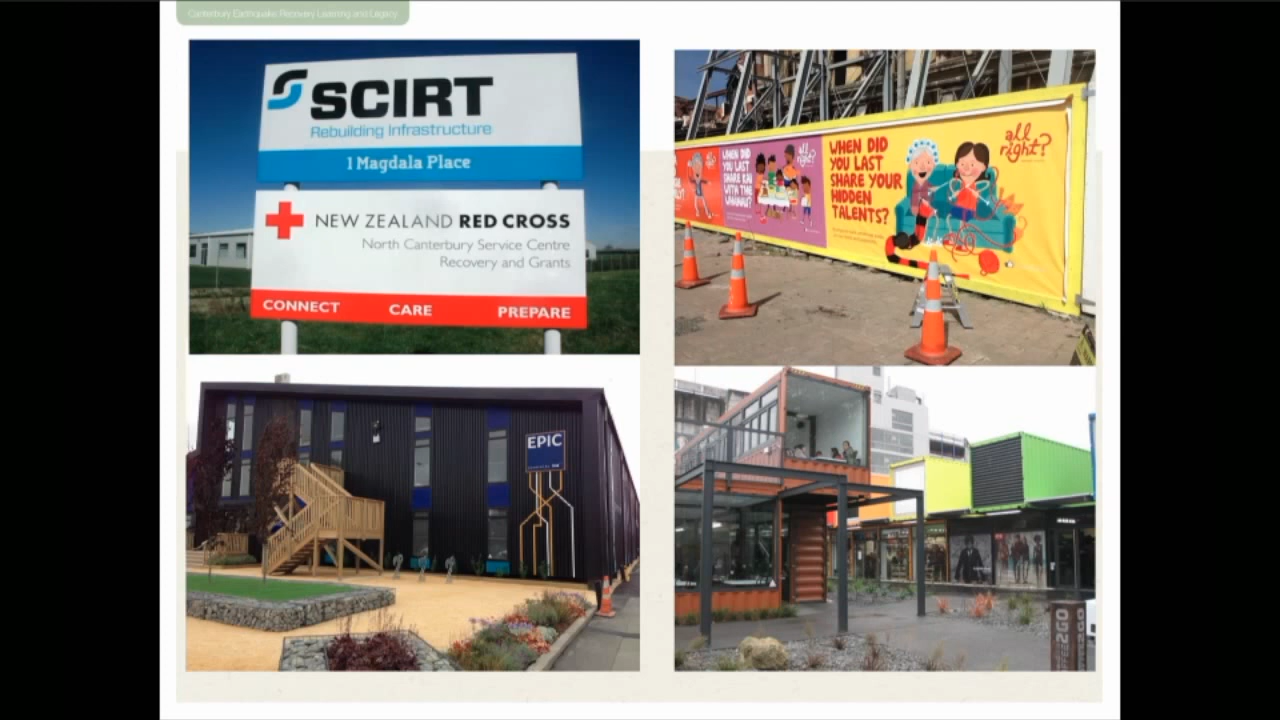 Canterbury Earthquake Recovery Learning and Legacy
SCIRT
Rebuilding Infrastructure
1 Magdala Place
NEW ZEALAND RED CROSS
North Canterbury Service Centre
Recovery and Grants
CONNECT CARE PREPARE
WHEN DID
YOU LAST
SHARE KAI
WITH THE
WHANAU?
all
right?
WHEN DID
YOU LAST
SHARE YOUR
HIDDEN
TALENTS?
all
right?
EPIC